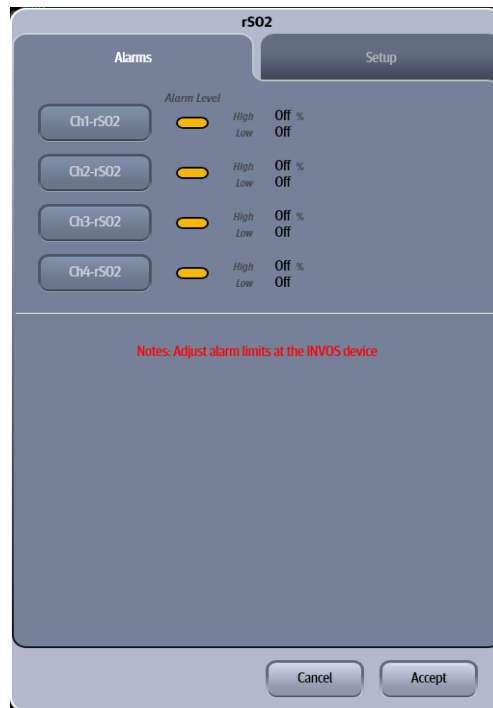 rSO2
Alarms Setup
Alarm Level
Ch1-rSO2 High Off %
Low Off
Ch2-rSO2 High Off %
Low Off
Ch3-rSO2 High Off %
Low Off
Ch4-rSO2 High Off %
Low Off
Notes: Adjust alarm limits at the INVOS device
Cancel Accept